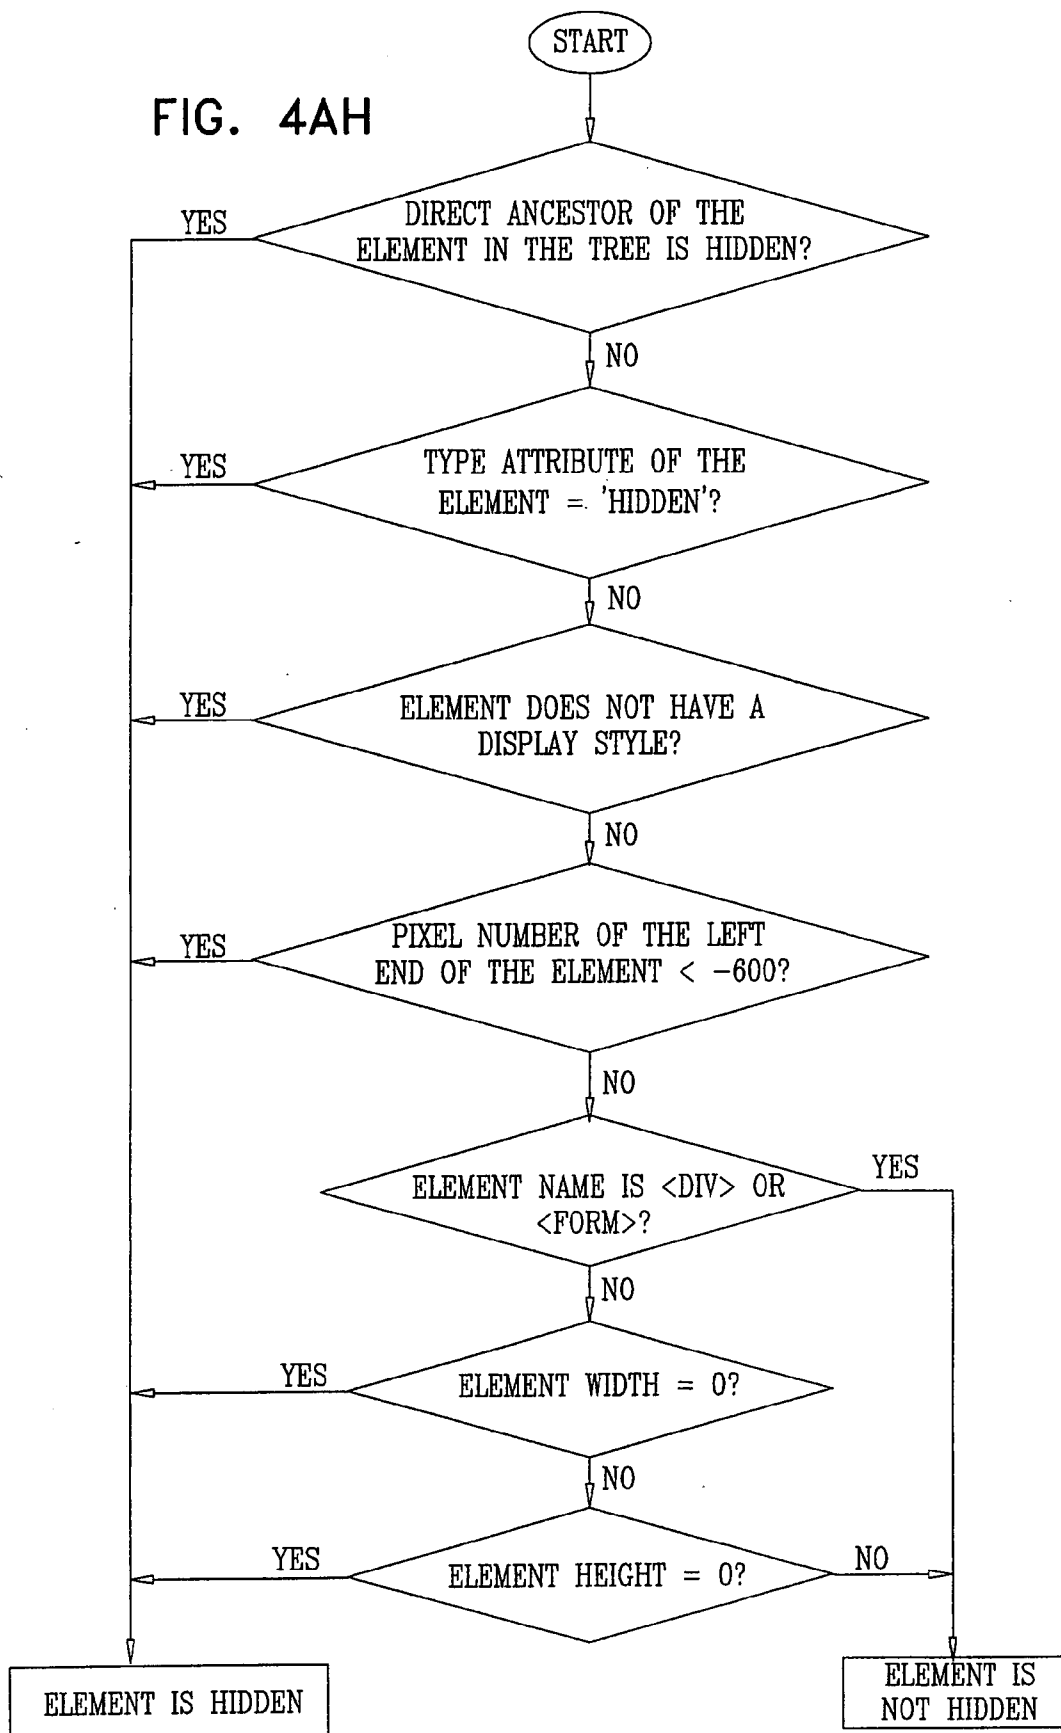 START
FIG. 4AH
YES
DIRECT ANCESTOR OF THE
ELEMENT IN THE TREE IS HIDDEN?
NO
YES
TYPE ATTRIBUTE OF THE
ELEMENT = 'HIDDEN'?
NO
YES
ELEMENT DOES NOT HAVE A
DISPLAY STYLE?
NO
YES
PIXEL NUMBER OF THE LEFT
END OF THE ELEMENT < -600?
NO
ELEMENT NAME IS <DIV> OR
<FORM>?
YES
NO
YES
ELEMENT WIDTH = 0?
NO
YES
ELEMENT HEIGHT = 0?
NO
ELEMENT IS HIDDEN
ELEMENT IS
NOT HIDDEN